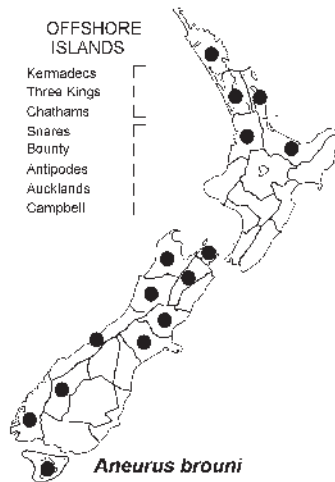 OFFSHORE
ISLANDS
Kermadecs
Three Kings
Chathams
Snares
Bounty
Antipodes
Aucklands
Campbell
Aneurus brouni